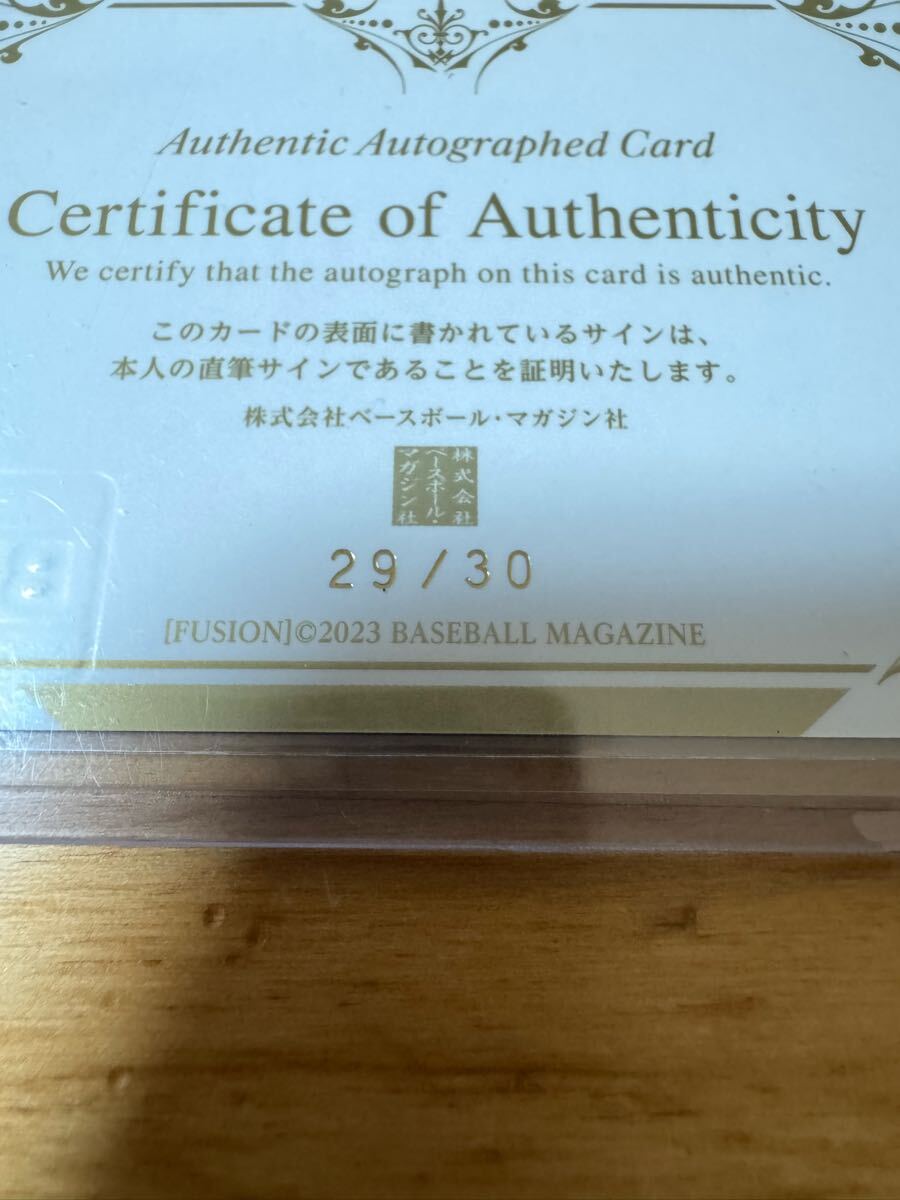 Authentic Autographed Card
Certificate of Authenticity
We certify that the autograph on this card is authentic.
このカードの表面に書かれているサインは、
本人の直筆サインであることを証明いたします。
株式会社ベースボール・マガジン社
株式会社
ベースボール・
マガジン社
29/30
[FUSION]©2023 BASEBALL MAGAZINE